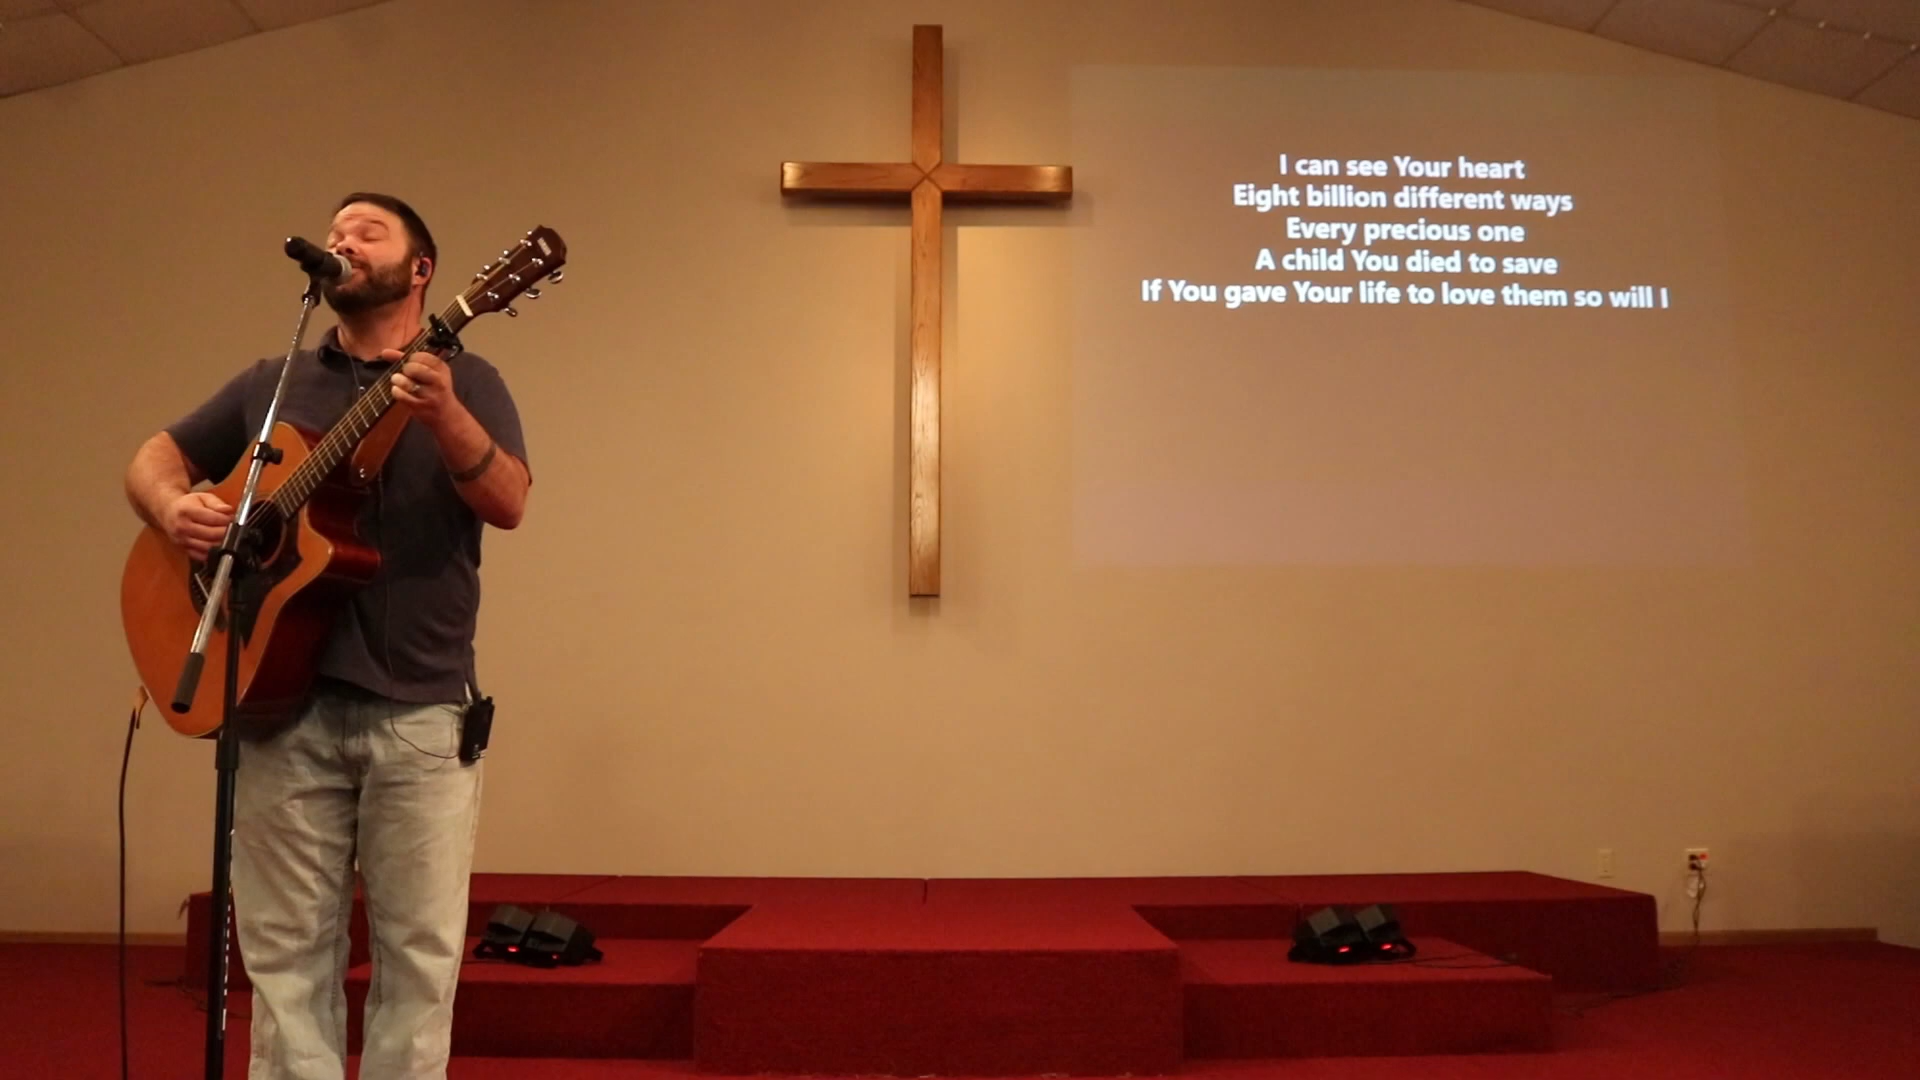 I can see Your heart
Eight billion different ways
Every precious one
A child You died to save
If You gave Your life to love them so will I